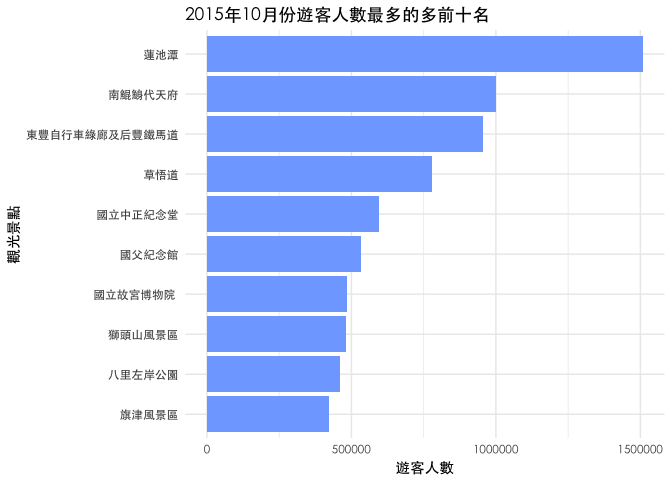 2015年10月份遊客人數最多的多前十名
蓮池潭
南鯤鯓代天府
東豐自行車綠廊及后豐鐵馬道
草悟道
國立中正紀念堂
國父紀念館
國立故宮博物院
獅頭山風景區
八里左岸公園
旗津風景區
觀光景點
0 500000 1000000 1500000
遊客人數